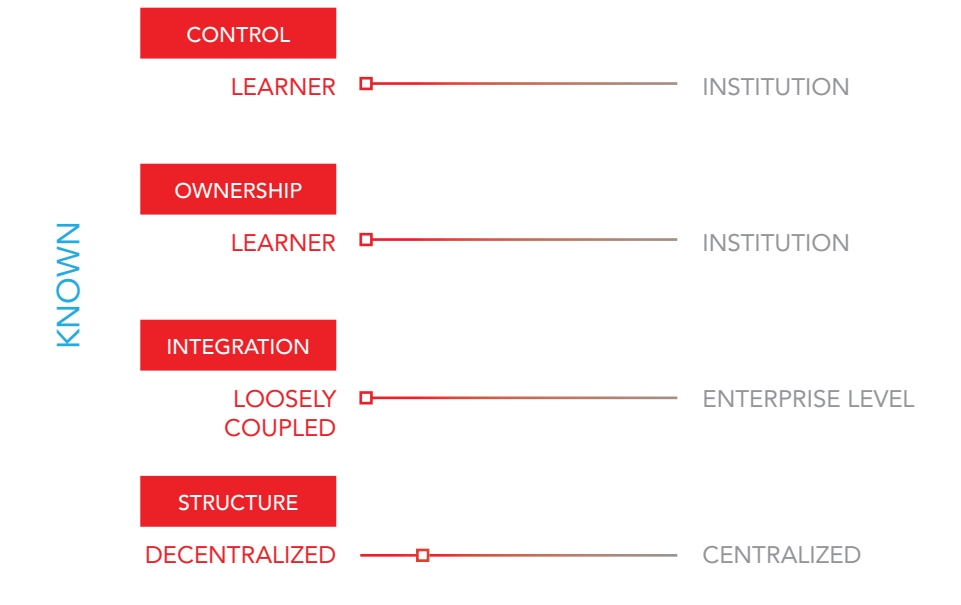 KNOWN
CONTROL
LEARNER
INSTITUTION
OWNERSHIP
LEARNER
INSTITUTION
INTEGRATION
LOOSELY
COUPLED
ENTERPRISE LEVEL
STRUCTURE
DECENTRALIZED
CENTRALIZED